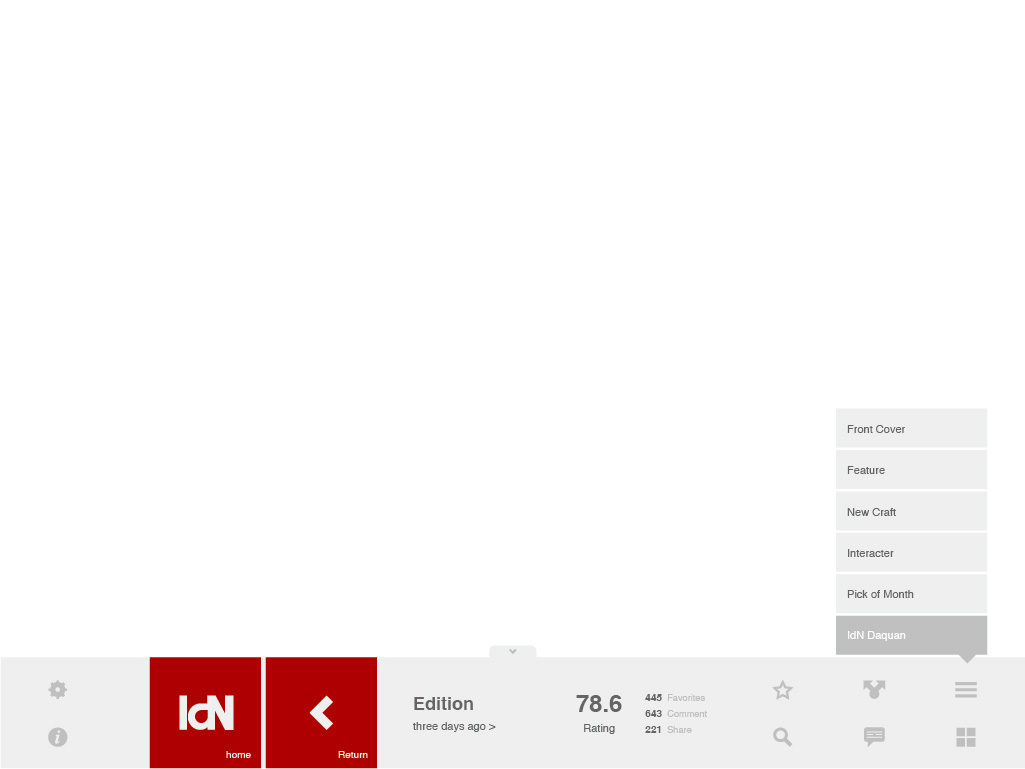 Front Cover
Feature
New Craft
Interacter
Pick of Month
IdN Daquan
IdN
home
Return
Edition
three days ago >
78.6
Rating
445 Favorites
643 Comment
221 Share